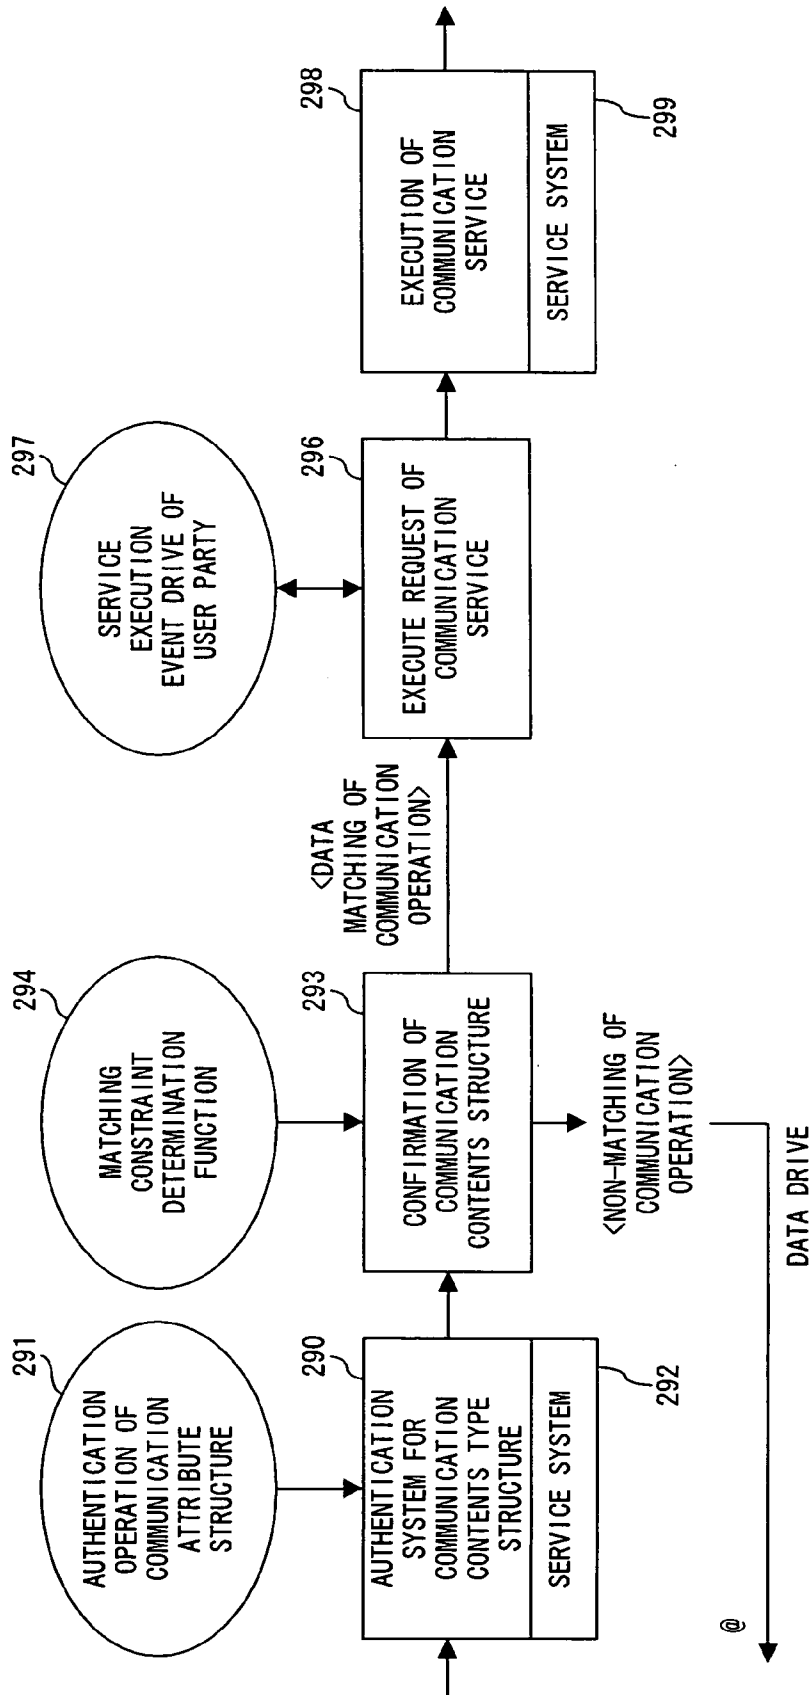 291
AUTHENTICATION
OPERATION OF
COMMUNICATION
ATTRIBUTE
STRUCTURE
290
AUTHENTICATION
SYSTEM FOR
COMMUNICATION
CONTENTS TYPE
STRUCTURE
SERVICE SYSTEM
292
294
MATCHING
CONSTRAINT
DETERMINATION
FUNCTION
293
CONFIRMATION OF
COMMUNICATION
CONTENTS STRUCTURE
<NON-MATCHING OF
COMMUNICATION
OPERATION>
<DATA
MATCHING OF
COMMUNICATION
OPERATION>
297
SERVICE
EXECUTION
EVENT DRIVE OF
USER PARTY
296
EXECUTE REQUEST OF
COMMUNICATION
SERVICE
298
EXECUTION OF
COMMUNICATION
SERVICE
SERVICE SYSTEM
299
@
DATA DRIVE